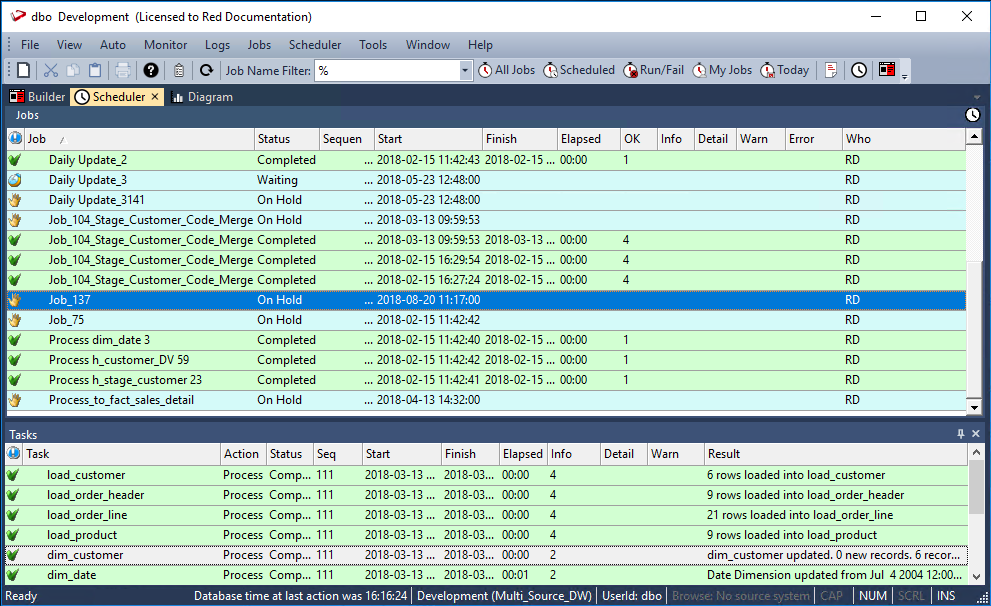 dbo Development (Licensed to Red Documentation)
File View Auto Monitor Logs Jobs Scheduler Tools Window Help
Job Name Filter: % All Jobs Scheduled Run/Fail My Jobs Today
Builder Scheduler × Diagram
Jobs
Job Status Sequen Start Finish Elapsed OK Info Detail Warn Error Who
Daily Update_2 Completed ... 2018-02-15 11:42:43 2018-02-15 ... 00:00 1 RD
Daily Update_3 Waiting ... 2018-05-23 12:48:00 RD
Daily Update_3141 On Hold ... 2018-05-23 12:48:00 RD
Job_104_Stage_Customer_Code_Merge On Hold ... 2018-03-13 09:59:53 RD
Job_104_Stage_Customer_Code_Merge Completed ... 2018-03-13 09:59:53 2018-03-13 ... 00:00 4 RD
Job_104_Stage_Customer_Code_Merge Completed ... 2018-02-15 16:29:54 2018-02-15 ... 00:00 4 RD
Job_104_Stage_Customer_Code_Merge Completed ... 2018-02-15 16:27:24 2018-02-15 ... 00:00 4 RD
Job_137 On Hold ... 2018-08-20 11:17:00 RD
Job_75 On Hold ... 2018-02-15 11:42:42 RD
Process dim_date 3 Completed ... 2018-02-15 11:42:40 2018-02-15 ... 00:00 1 RD
Process h_customer_DV 59 Completed ... 2018-02-15 11:42:42 2018-02-15 ... 00:00 1 RD
Process h_stage_customer 23 Completed ... 2018-02-15 11:42:41 2018-02-15 ... 00:00 1 RD
Process_to_fact_sales_detail On Hold ... 2018-04-13 14:32:00 RD
Tasks
Task Action Status Seq Start Finish Elapsed Info Detail Warn Result
load_customer Process Comp... 111 2018-03-13 ... 2018-03... 00:00 4 6 rows loaded into load_customer
load_order_header Process Comp... 111 2018-03-13 ... 2018-03... 00:00 4 9 rows loaded into load_order_header
load_order_line Process Comp... 111 2018-03-13 ... 2018-03... 00:00 4 21 rows loaded into load_order_line
load_product Process Comp... 111 2018-03-13 ... 2018-03... 00:00 4 9 rows loaded into load_product
dim_customer Process Comp... 111 2018-03-13 ... 2018-03... 00:00 2 dim_customer updated. 0 new records. 6 recor...
dim_date Process Comp... 111 2018-03-13 ... 2018-03... 00:01 2 Date Dimension updated from Jul 4 2004 12:00...
Ready Database time at last action was 16:16:24 Development (Multi_Source_DW) UserId: dbo Browse: No source system CAP NUM SCRL INS